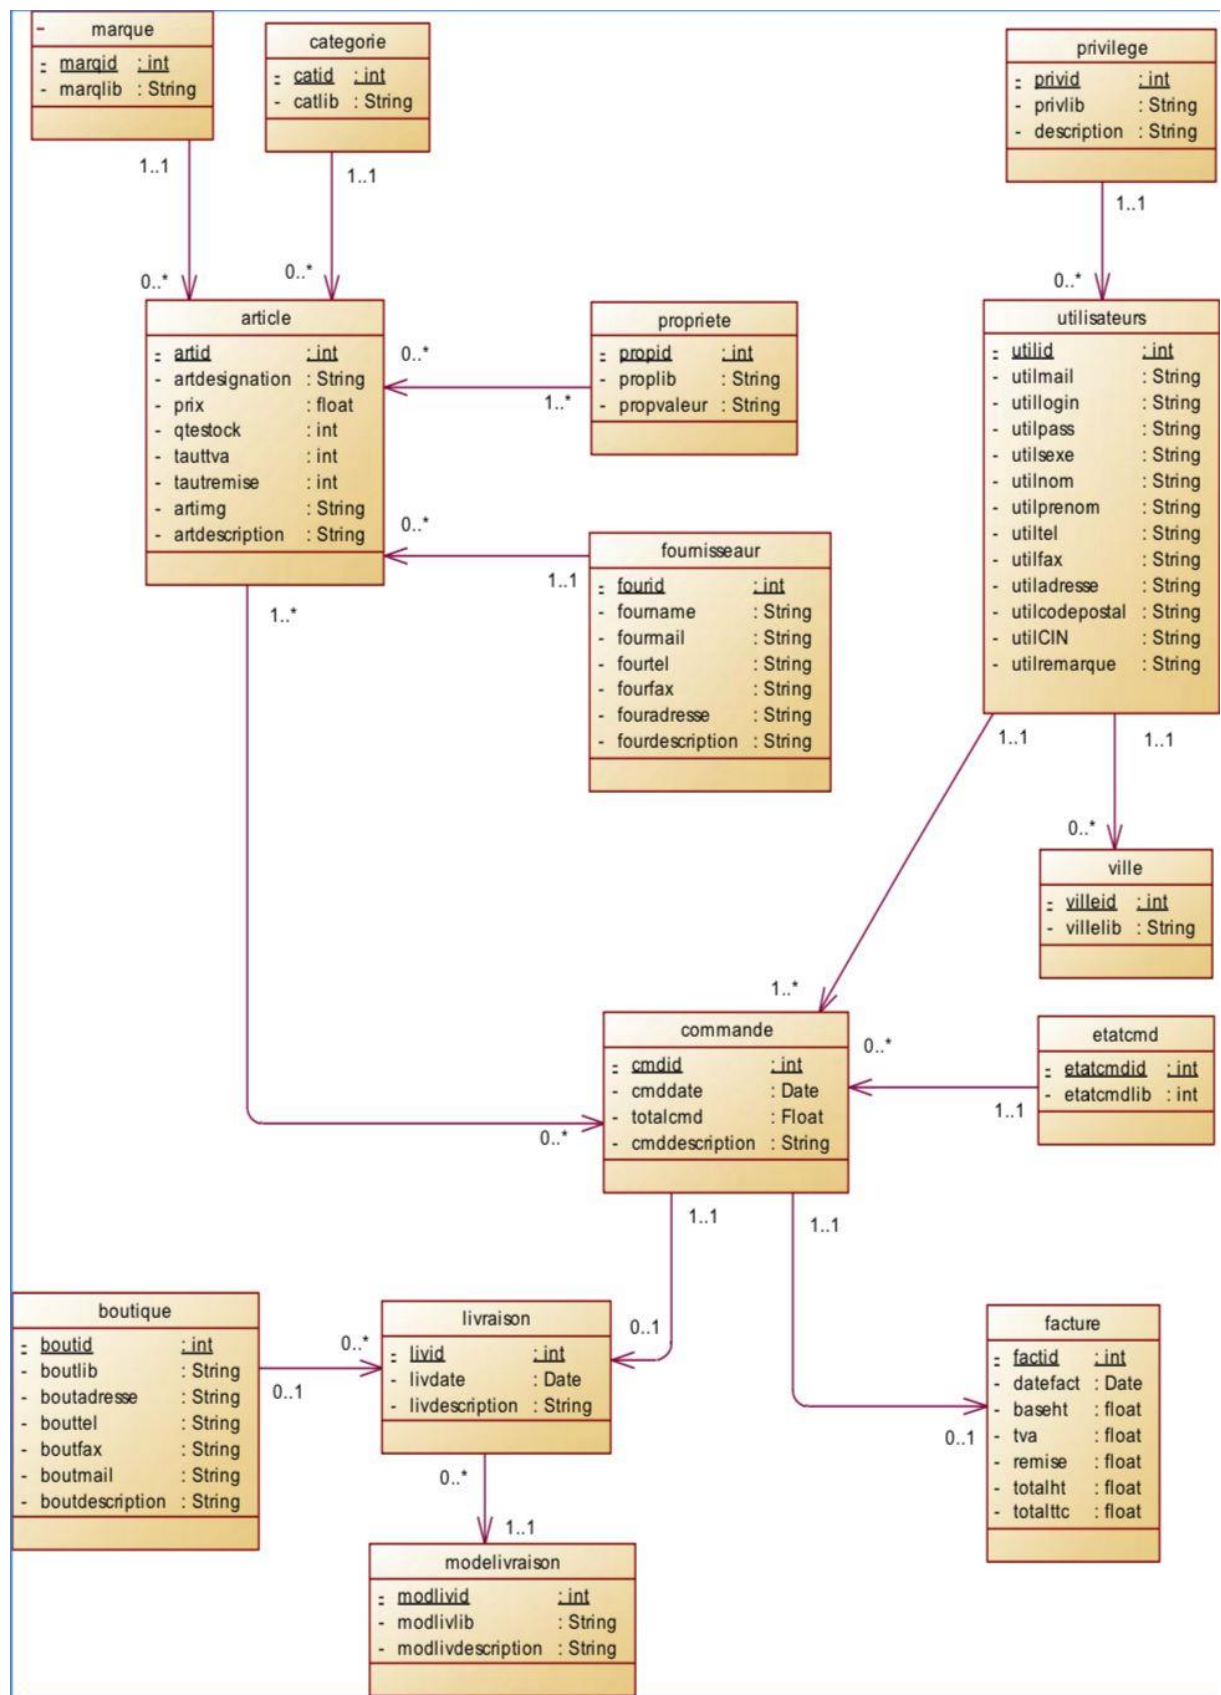 marque
- marqid : int
- marqlib : String
1..1
0..*
categorie
- catid : int
- catlib : String
1..1
0..*
privilege
- privid : int
- privlib : String
- description : String
1..1
0..*
article
- artid : int
- artdesignation : String
- prix : float
- qtestock : int
- tauttva : int
- tautremise : int
- artimg : String
- artdescription : String
0..*
1..*
propriete
- propid : int
- proplib : String
- propvaleur : String
0..*
1..1
fournisseaur
- fourid : int
- fourname : String
- fourmail : String
- fourtel : String
- fourfax : String
- fouradresse : String
- fourdescription : String
utilisateurs
- utilid : int
- utilmail : String
- utillogin : String
- utilpass : String
- utilsexe : String
- utilnom : String
- utilprenom : String
- utiltel : String
- utilfax : String
- utiladresse : String
- utilcodepostal : String
- utilCIN : String
- utilremarque : String
1..*
0..*
1..1
1..*
1..1
0..*
ville
- villeid : int
- villelib : String
commande
- cmdid : int
- cmddate : Date
- totalcmd : Float
- cmddescription : String
0..*
1..1
etatcmd
- etatcmdid : int
- etatcmdlib : int
1..1
0..1
1..1
0..1
boutique
- boutid : int
- boutlib : String
- boutadresse : String
- bouttel : String
- boutfax : String
- boutmail : String
- boutdescription : String
0..*
0..1
livraison
- livid : int
- livdate : Date
- livdescription : String
0..*
1..1
facture
- factid : int
- datefact : Date
- baseht : float
- tva : float
- remise : float
- totalht : float
- totalttc : float
modelivraison
- modlivid : int
- modlivlib : String
- modlivdescription : String